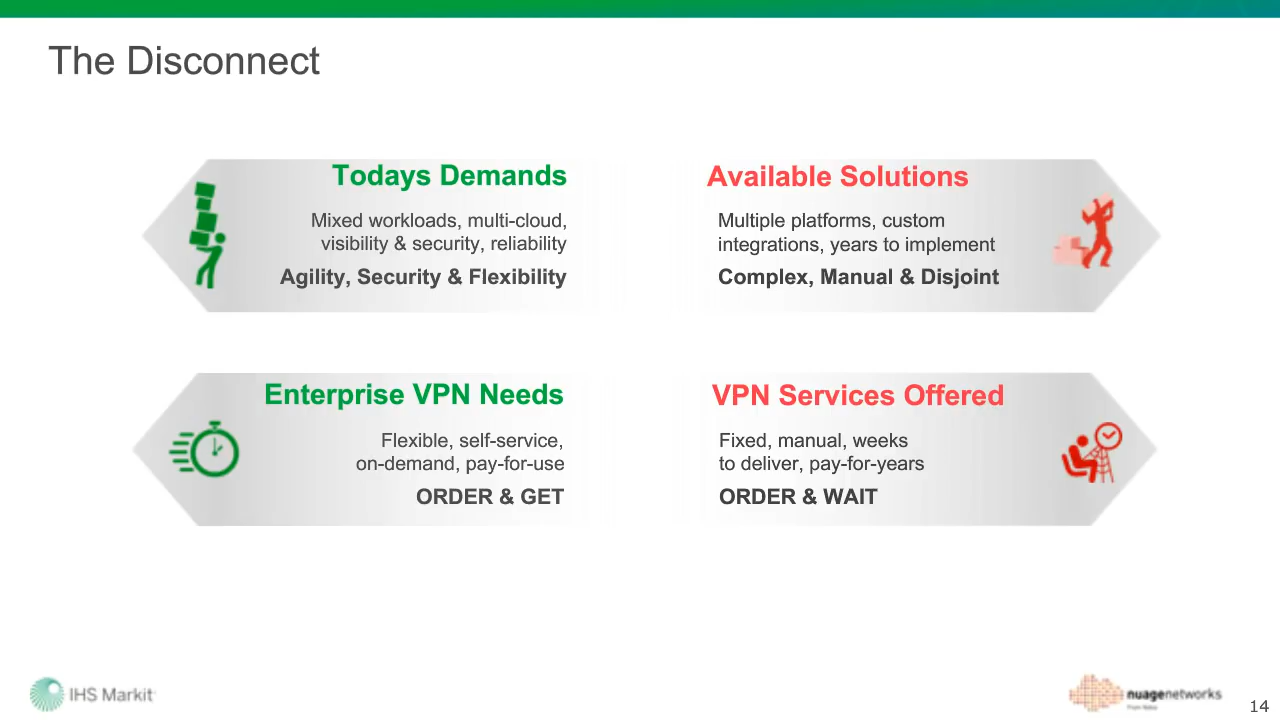 The Disconnect
Todays Demands
Mixed workloads, multi-cloud,
visibility & security, reliability
Agility, Security & Flexibility
Available Solutions
Multiple platforms, custom
integrations, years to implement
Complex, Manual & Disjoint
Enterprise VPN Needs
Flexible, self-service,
on-demand, pay-for-use
ORDER & GET
VPN Services Offered
Fixed, manual, weeks
to deliver, pay-for-years
ORDER & WAIT
IHS Markit
nuagenetworks
From Nokia
14